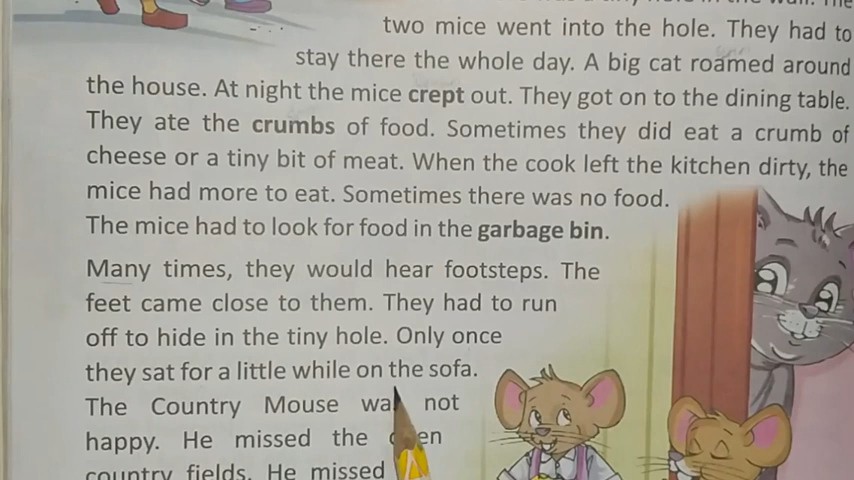 two mice went into the hole. They had to
stay there the whole day. A big cat roamed around
the house. At night the mice crept out. They got on to the dining table.
They ate the crumbs of food. Sometimes they did eat a crumb of
cheese or a tiny bit of meat. When the cook left the kitchen dirty, the
mice had more to eat. Sometimes there was no food.
The mice had to look for food in the garbage bin.
Many times, they would hear footsteps. The
feet came close to them. They had to run
off to hide in the tiny hole. Only once
they sat for a little while on the sofa.
The Country Mouse was not
happy. He missed the open
country fields. He missed